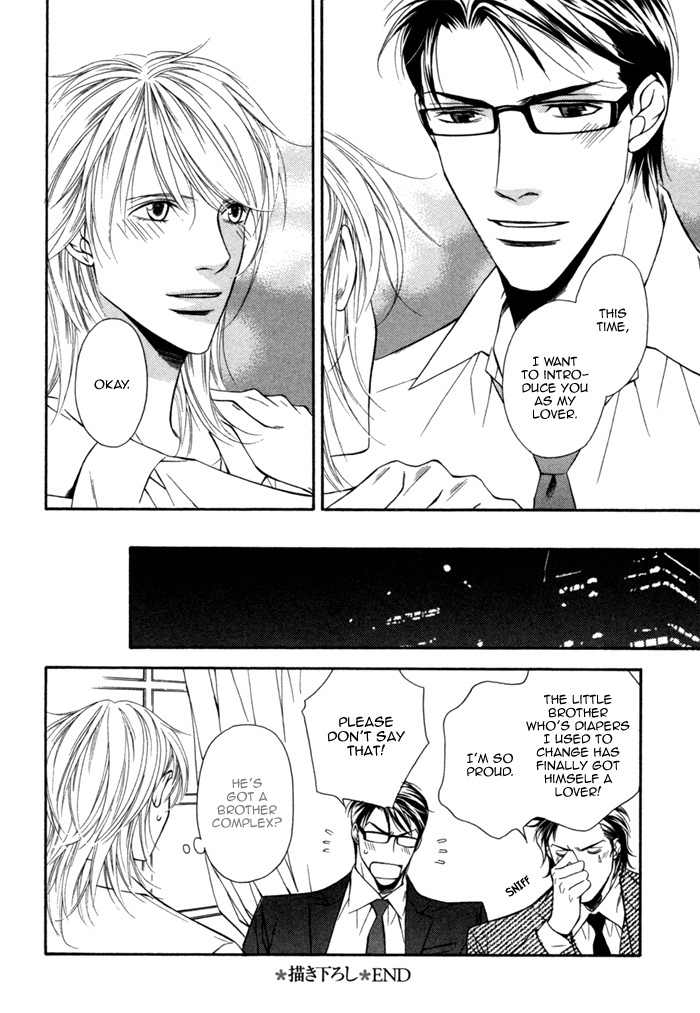 THIS
TIME,
I WANT
TO INTRO-
DUCE YOU
AS MY
LOVER.
OKAY.
THE LITTLE
BROTHER
WHO'S DIAPERS
I USED TO
CHANGE HAS
FINALLY GOT
HIMSELF A
LOVER!
I'M SO
PROUD.
SNIFF
PLEASE
DON'T SAY
THAT!
HE'S
GOT A
BROTHER
COMPLEX?
*描き下ろし*END